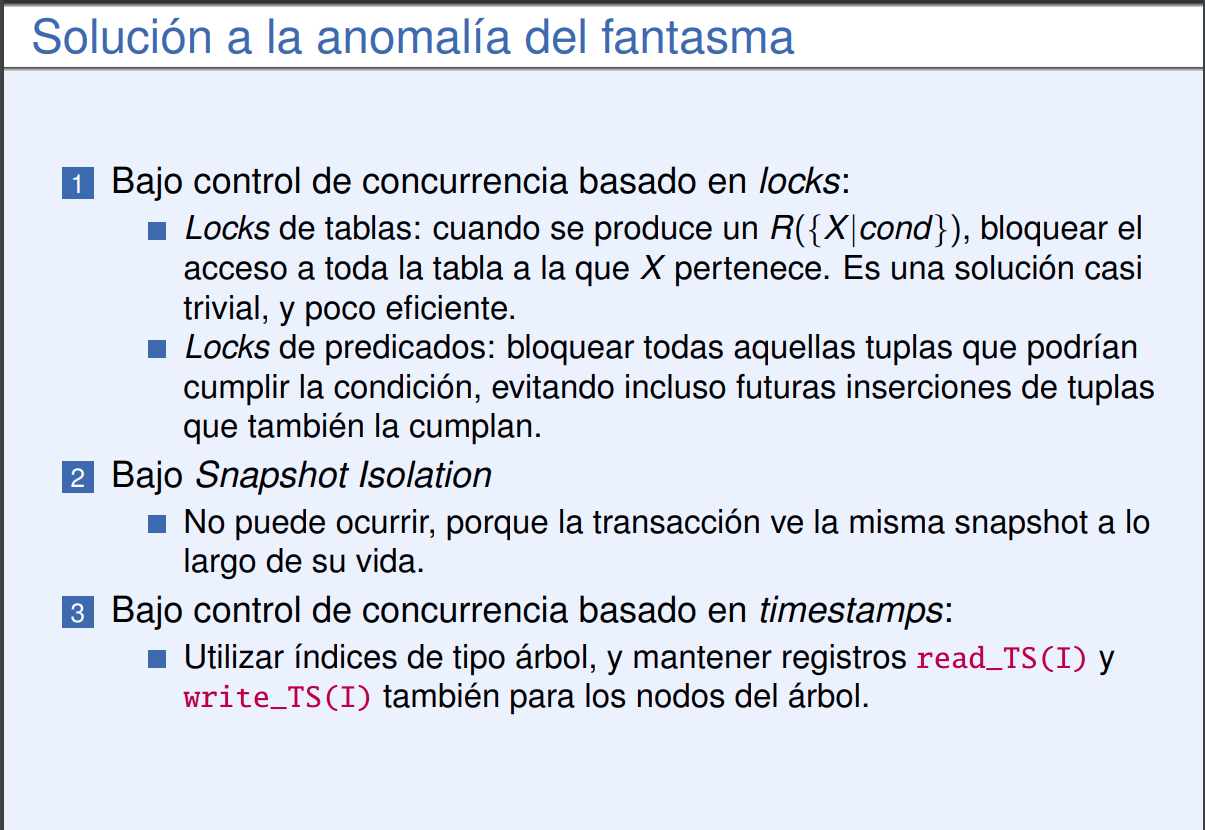 Solución a la anomalía del fantasma
1 Bajo control de concurrencia basado en locks:
Locks de tablas: cuando se produce un R({X|cond}), bloquear el
acceso a toda la tabla a la que X pertenece. Es una solución casi
trivial, y poco eficiente.
Locks de predicados: bloquear todas aquellas tuplas que podrían
cumplir la condición, evitando incluso futuras inserciones de tuplas
que también la cumplan.
2 Bajo Snapshot Isolation
No puede ocurrir, porque la transacción ve la misma snapshot a lo
largo de su vida.
3 Bajo control de concurrencia basado en timestamps:
Utilizar índices de tipo árbol, y mantener registros read_TS(I) y
write_TS(I) también para los nodos del árbol.